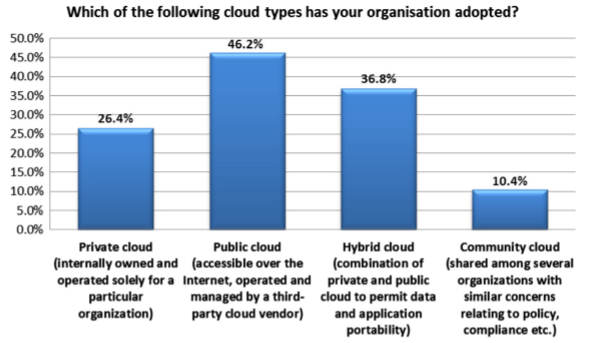 Which of the following cloud types has your organisation adopted?
50.0%
45.0%
40.0%
35.0%
30.0%
25.0%
20.0%
15.0%
10.0%
5.0%
0.0%
26.4%
46.2%
36.8%
10.4%
Private cloud
(internally owned and
operated solely for a
particular
organization)
Public cloud
(accessible over the
Internet, operated and
managed by a third-
party cloud vendor)
Hybrid cloud
(combination of
private and public
cloud to permit data
and application
portability)
Community cloud
(shared among several
organizations with
similar concerns
relating to policy,
compliance etc.)